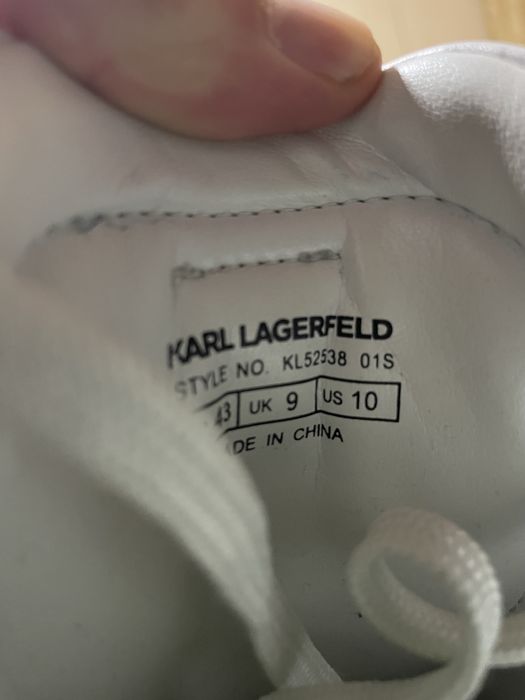 KARL LAGERFELD
STYLE NO. KL52538 01S
43 UK 9 US 10
DE IN CHINA